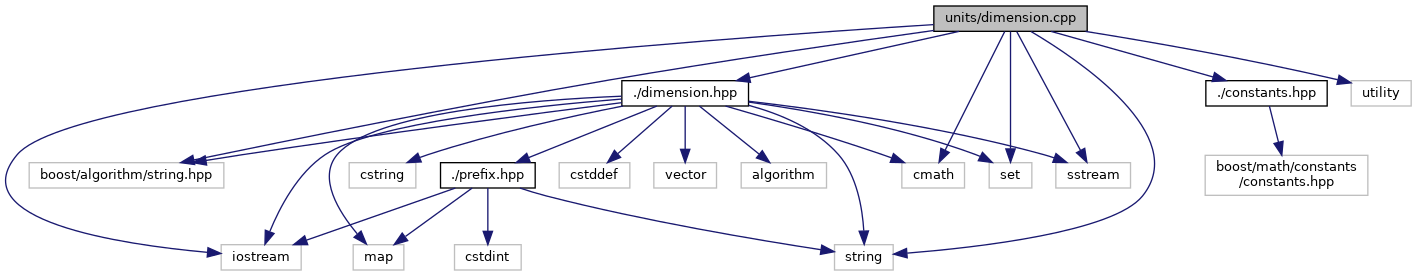 units/dimension.cpp
./dimension.hpp
./constants.hpp
utility
boost/algorithm/string.hpp
cstring
./prefix.hpp
cstddef
vector
algorithm
cmath
set
sstream
boost/math/constants
/constants.hpp
iostream
map
cstdint
string